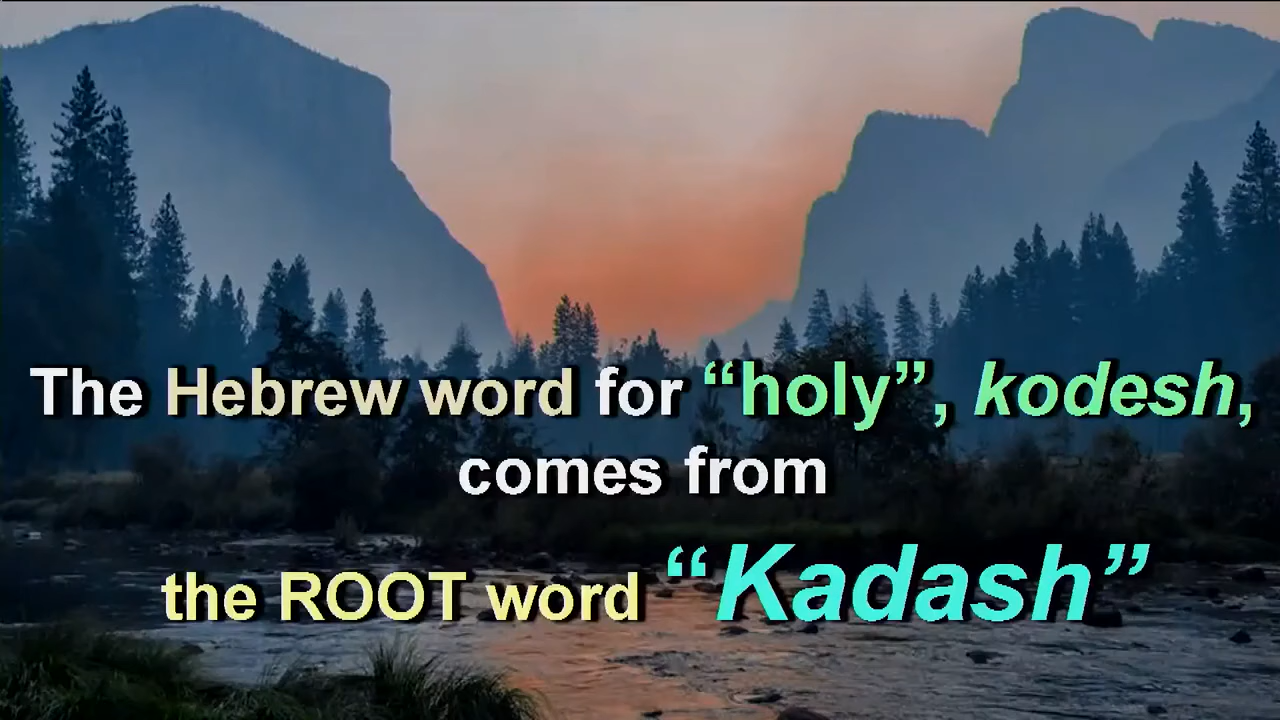 The Hebrew word for “holy”, kodesh,
comes from
the ROOT word “Kadash”